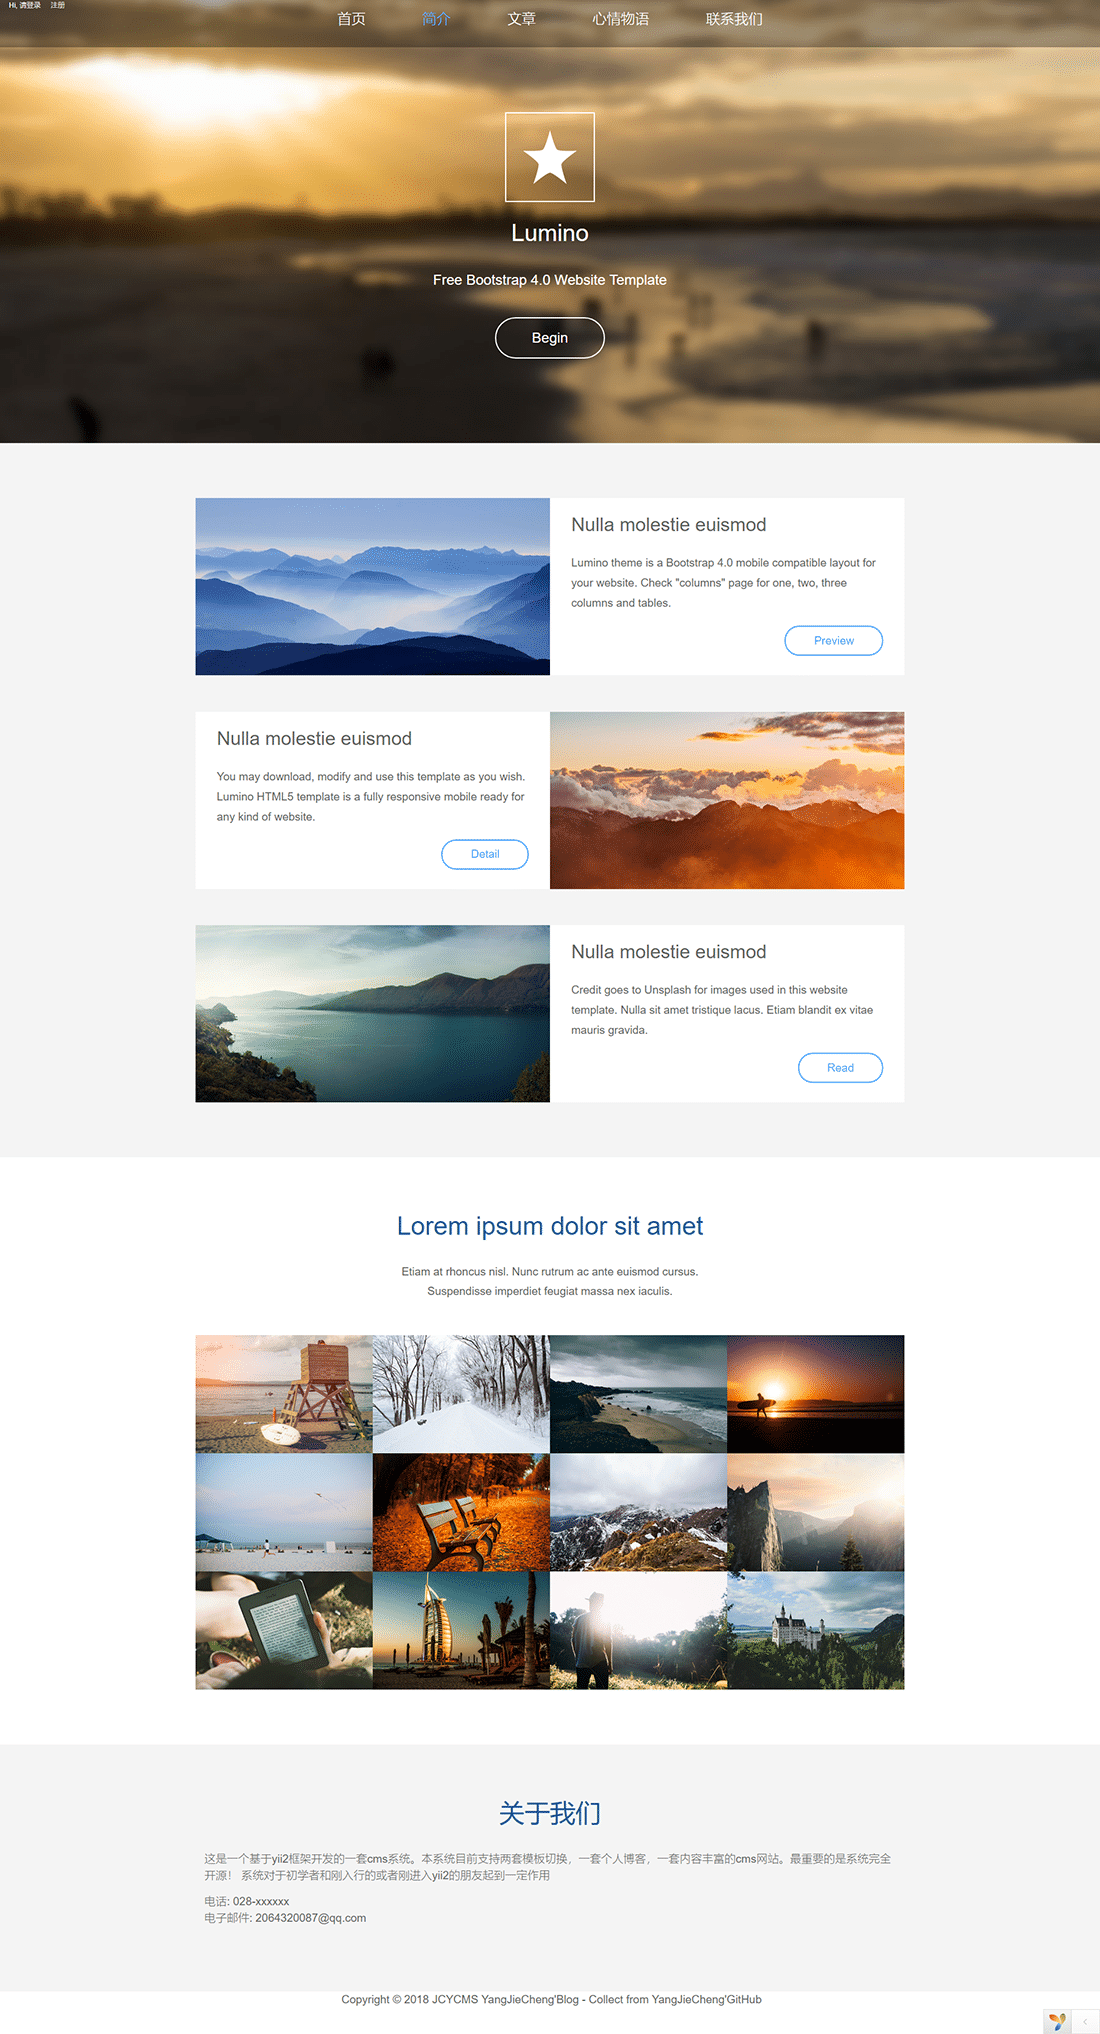 Hi, 请登录 注册
首页 简介 文章 心情物语 联系我们
Lumino
Free Bootstrap 4.0 Website Template
Begin
Nulla molestie euismod
Lumino theme is a Bootstrap 4.0 mobile compatible layout for
your website. Check "columns" page for one, two, three
columns and tables.
Preview
Nulla molestie euismod
You may download, modify and use this template as you wish.
Lumino HTML5 template is a fully responsive mobile ready for
any kind of website.
Detail
Nulla molestie euismod
Credit goes to Unsplash for images used in this website
template. Nulla sit amet tristique lacus. Etiam blandit ex vitae
mauris gravida.
Read
Lorem ipsum dolor sit amet
Etiam at rhoncus nisl. Nunc rutrum ac ante euismod cursus.
Suspendisse imperdiet feugiat massa nex iaculis.
关于我们
这是一个基于yii2框架开发的一套cms系统。本系统目前支持两套模板切换，一套个人博客，一套内容丰富的cms网站。最重要的是系统完全
开源！ 系统对于初学者和刚入行的或者刚进入yii2的朋友起到一定作用
电话: 028-xxxxxx
电子邮件: 2064320087@qq.com
Copyright © 2018 JCYCMS YangJieCheng'Blog - Collect from YangJieCheng'GitHub